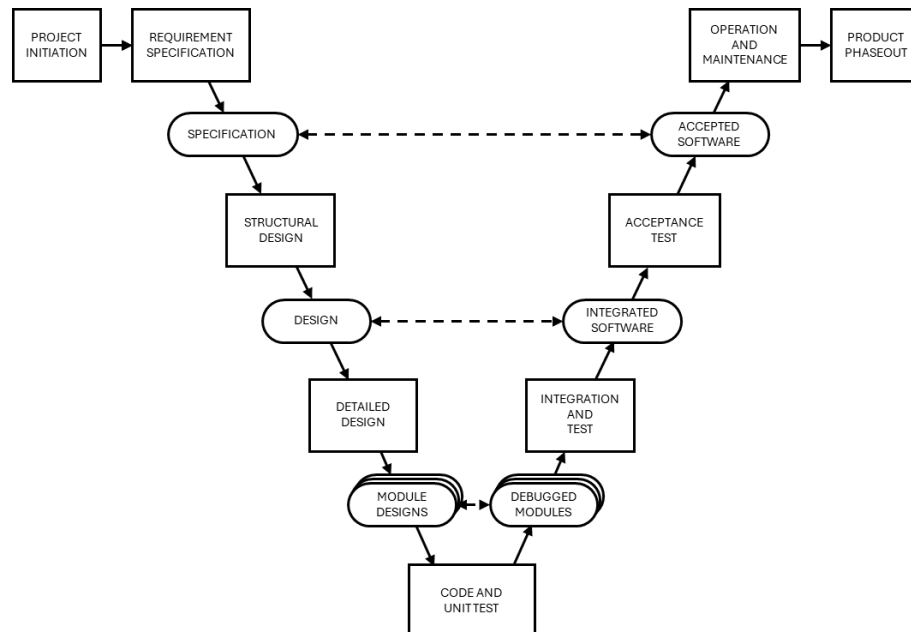 PROJECT
INITIATION
REQUIREMENT
SPECIFICATION
OPERATION
AND
MAINTENANCE
PRODUCT
PHASEOUT
SPECIFICATION
ACCEPTED
SOFTWARE
STRUCTURAL
DESIGN
ACCEPTANCE
TEST
DESIGN
INTEGRATED
SOFTWARE
DETAILED
DESIGN
INTEGRATION
AND
TEST
MODULE
DESIGNS
DEBUGGED
MODULES
CODE AND
UNIT TEST